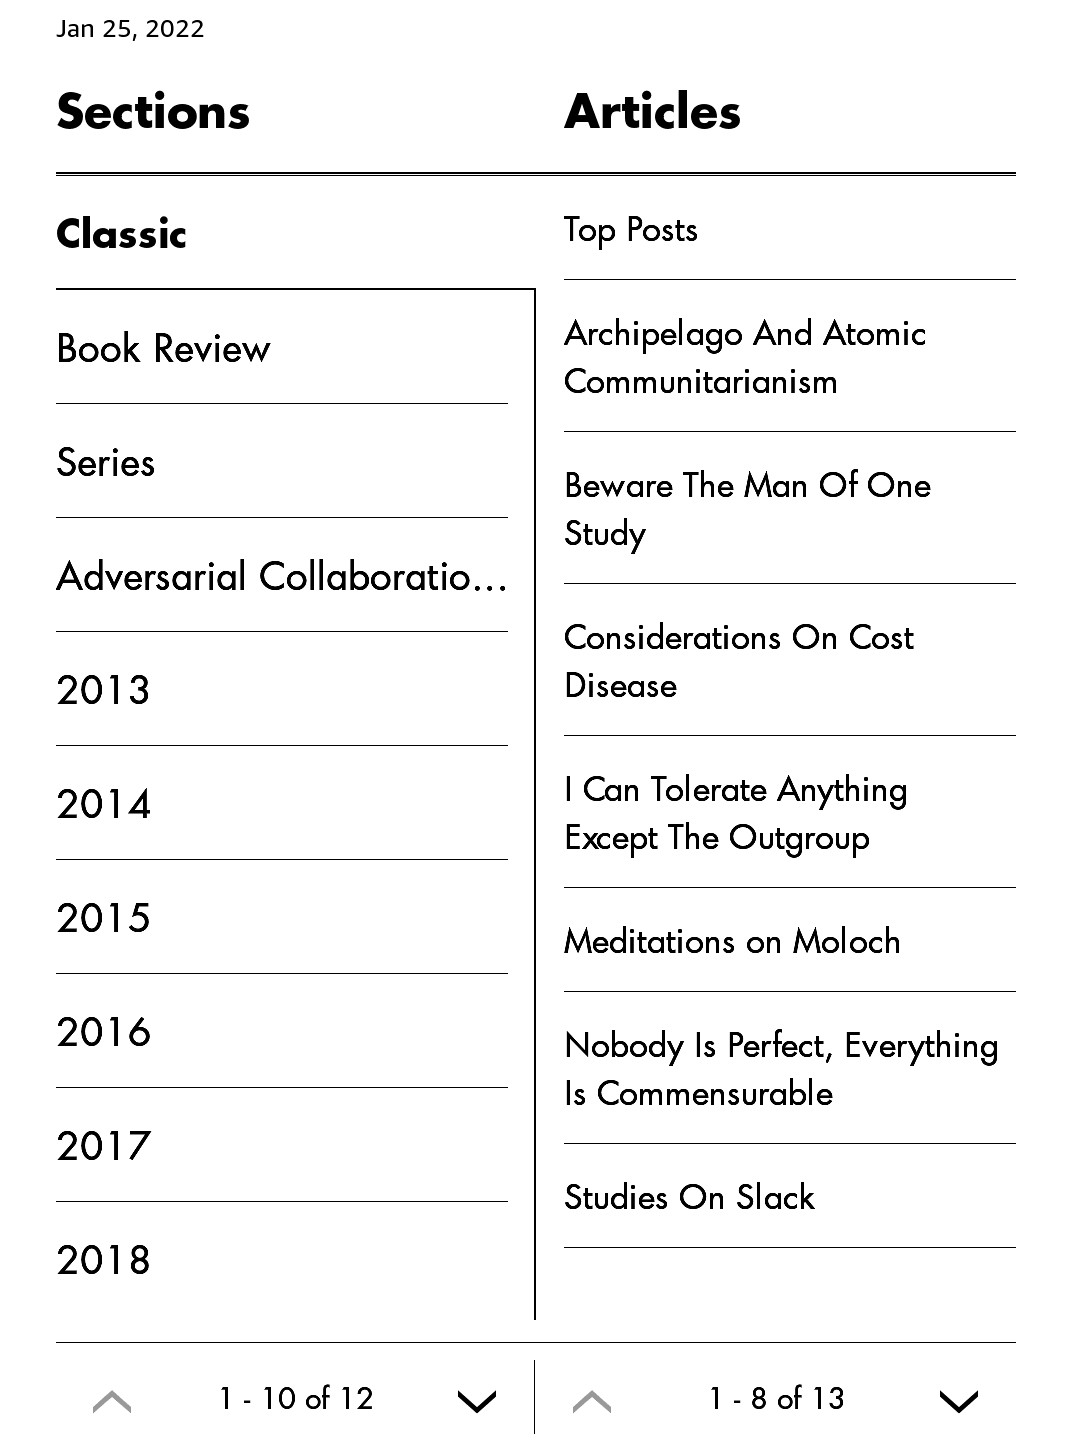 Jan 25, 2022
Sections
Classic
Book Review
Series
Adversarial Collaboratio...
2013
2014
2015
2016
2017
2018
1 - 10 of 12
Articles
Top Posts
Archipelago And Atomic
Communitarianism
Beware The Man Of One
Study
Considerations On Cost
Disease
I Can Tolerate Anything
Except The Outgroup
Meditations on Moloch
Nobody Is Perfect, Everything
Is Commensurable
Studies On Slack
1 - 8 of 13